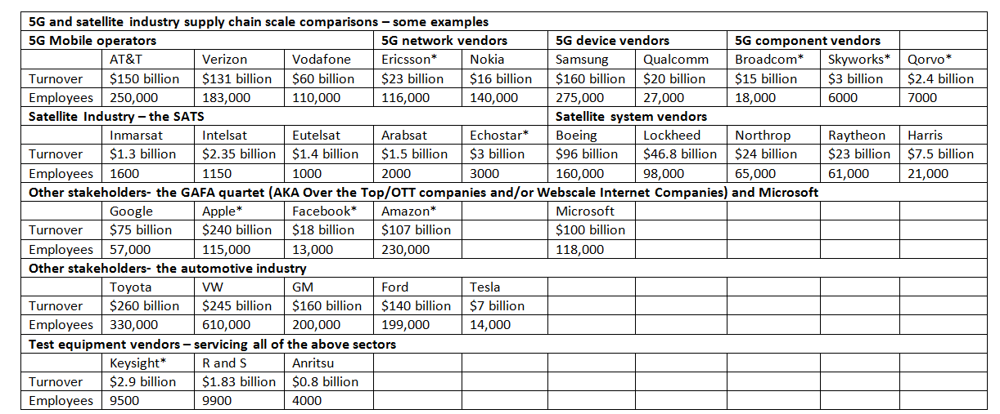 5G and satellite industry supply chain scale comparisons – some examples
5G Mobile operators 5G network vendors 5G device vendors 5G component vendors
AT&T Verizon Vodafone Ericsson* Nokia Samsung Qualcomm Broadcom* Skyworks* Qorvo*
Turnover $150 billion $131 billion $60 billion $23 billion $16 billion $160 billion $20 billion $15 billion $3 billion $2.4 billion
Employees 250,000 183,000 110,000 116,000 140,000 275,000 27,000 18,000 6000 7000
Satellite Industry – the SATS Satellite system vendors
Inmarsat Intelsat Eutelsat Arabsat Echostar* Boeing Lockheed Northrop Raytheon Harris
Turnover $1.3 billion $2.35 billion $1.4 billion $1.5 billion $3 billion $96 billion $46.8 billion $24 billion $23 billion $7.5 billion
Employees 1600 1150 1000 2000 3000 160,000 98,000 65,000 61,000 21,000
Other stakeholders- the GAFA quartet (AKA Over the Top/OTT companies and/or Webscale Internet Companies) and Microsoft
Google Apple* Facebook* Amazon* Microsoft
Turnover $75 billion $240 billion $18 billion $107 billion $100 billion
Employees 57,000 115,000 13,000 230,000 118,000
Other stakeholders- the automotive industry
Toyota VW GM Ford Tesla
Turnover $260 billion $245 billion $160 billion $140 billion $7 billion
Employees 330,000 610,000 200,000 199,000 14,000
Test equipment vendors – servicing all of the above sectors
Keysight* R and S Anritsu
Turnover $2.9 billion $1.83 billion $0.8 billion
Employees 9500 9900 4000